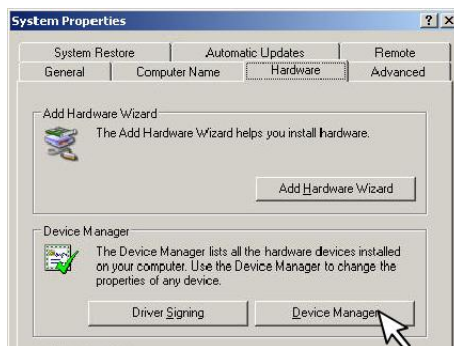 System Properties
System Restore Automatic Updates Remote
General Computer Name Hardware Advanced
Add Hardware Wizard
The Add Hardware Wizard helps you install hardware.
Add Hardware Wizard
Device Manager
The Device Manager lists all the hardware devices installed
on your computer. Use the Device Manager to change the
properties of any device.
Driver Signing Device Manager